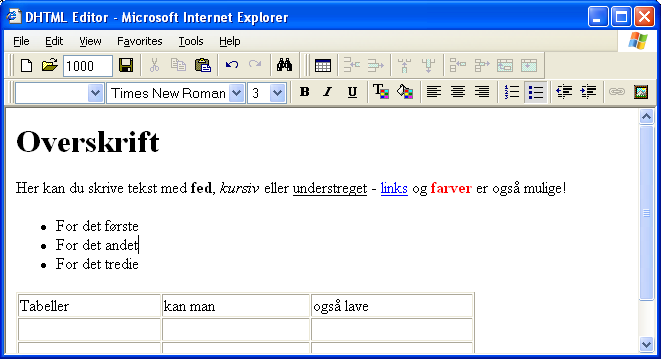 DHTML Editor - Microsoft Internet Explorer
File Edit View Favorites Tools Help
1000
Times New Roman 3 B I U
Overskrift
Her kan du skrive tekst med fed, kursiv eller understreget - links og farver er også mulige!
For det første
For det andet
For det tredie
Tabeller kan man også lave